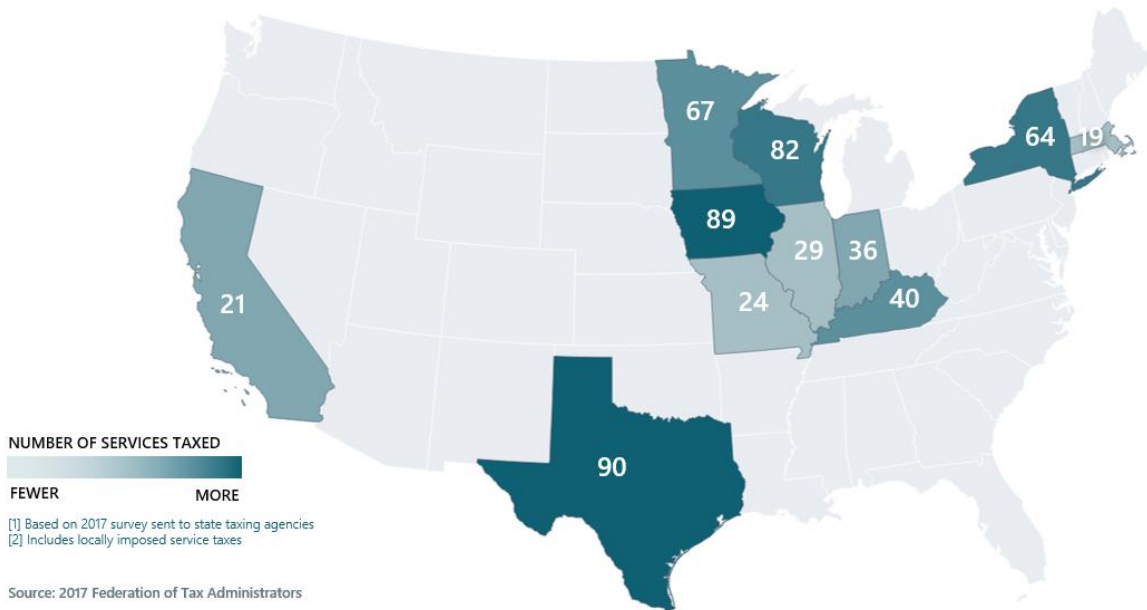 67
82
64
19
89
29
36
21
24
40
90
NUMBER OF SERVICES TAXED
FEWER MORE
[1] Based on 2017 survey sent to state taxing agencies
[2] Includes locally imposed service taxes
Source: 2017 Federation of Tax Administrators